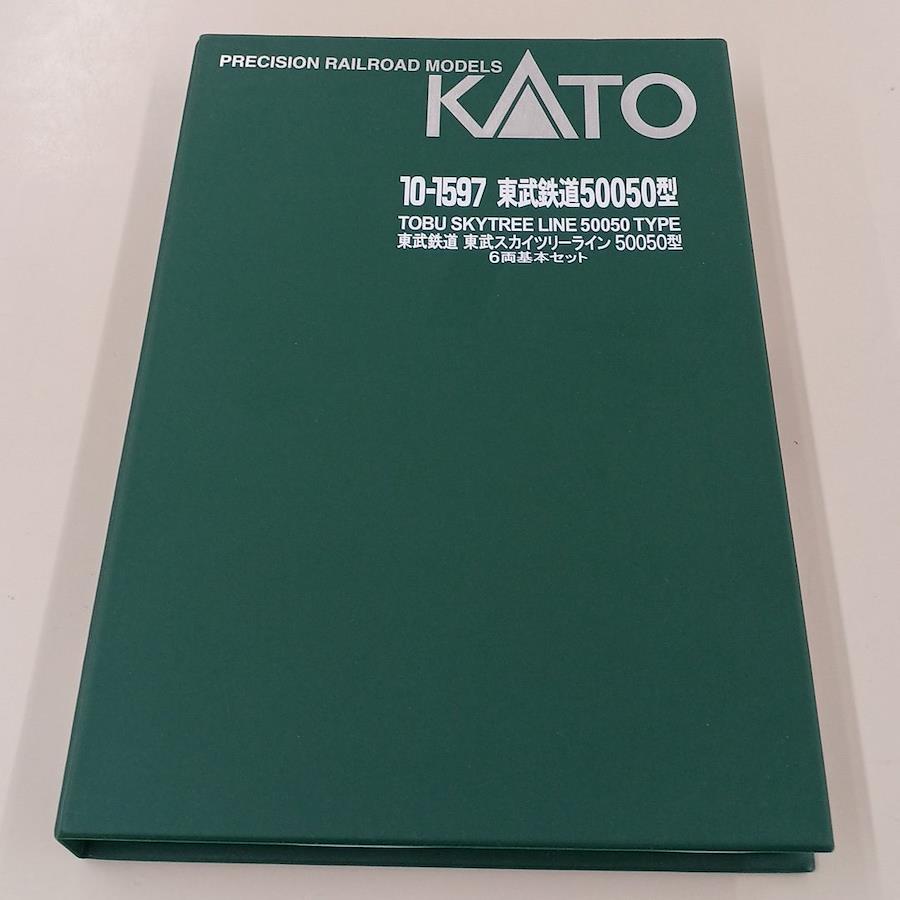 PRECISION RAILROAD MODELS
KATO
10-1597 東武鉄道50050型
TOBU SKYTREE LINE 50050 TYPE
東武鉄道 東武スカイツリーライン 50050型
6両基本セット